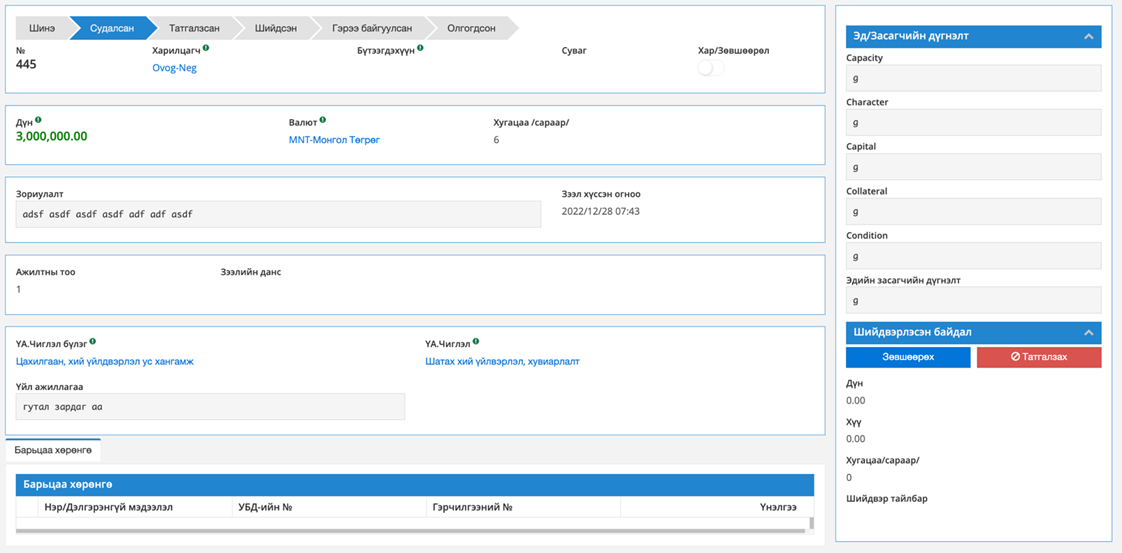 Шинэ
Судалсан
Татгалзсан
Шийдсэн
Гэрээ байгуулсан
Олгогдсон
№
Харилцагч
Бүтээгдэхүүн
Суваг
Хар/Зөвшөөрөл
445
Ovog-Neg
Дүн
Валют
Хугацаа /сараар/
3,000,000.00
MNT-Монгол Төгрөг
6
Зориулалт
Зээл хүссэн огноо
adsf asdf asdf asdf adf adf asdf
2022/12/28 07:43
Ажилтны тоо
Зээлийн данс
1
ҮА.Чиглэл бүлэг
ҮА.Чиглэл
Цахилгаан, хий үйлдвэрлэл ус хангамж
Шатах хий үйлвэрлэл, хувиарлалт
Үйл ажиллагаа
гутал зардаг аа
Барьцаа хөрөнгө
Барьцаа хөрөнгө
Нэр/Дэлгэрэнгүй мэдээлэл
УБД-ийн №
Гэрчилгээний №
Үнэлгээ
Эд/Засагчийн дүгнэлт
Capacity
g
Character
g
Capital
g
Collateral
g
Condition
g
Эдийн засагчийн дүгнэлт
g
Шийдвэрлэсэн байдал
Зөвшөөрөх
Татгалзах
Дүн
0.00
Хүү
0.00
Хугацаа/сараар/
0
Шийдвэр тайлбар